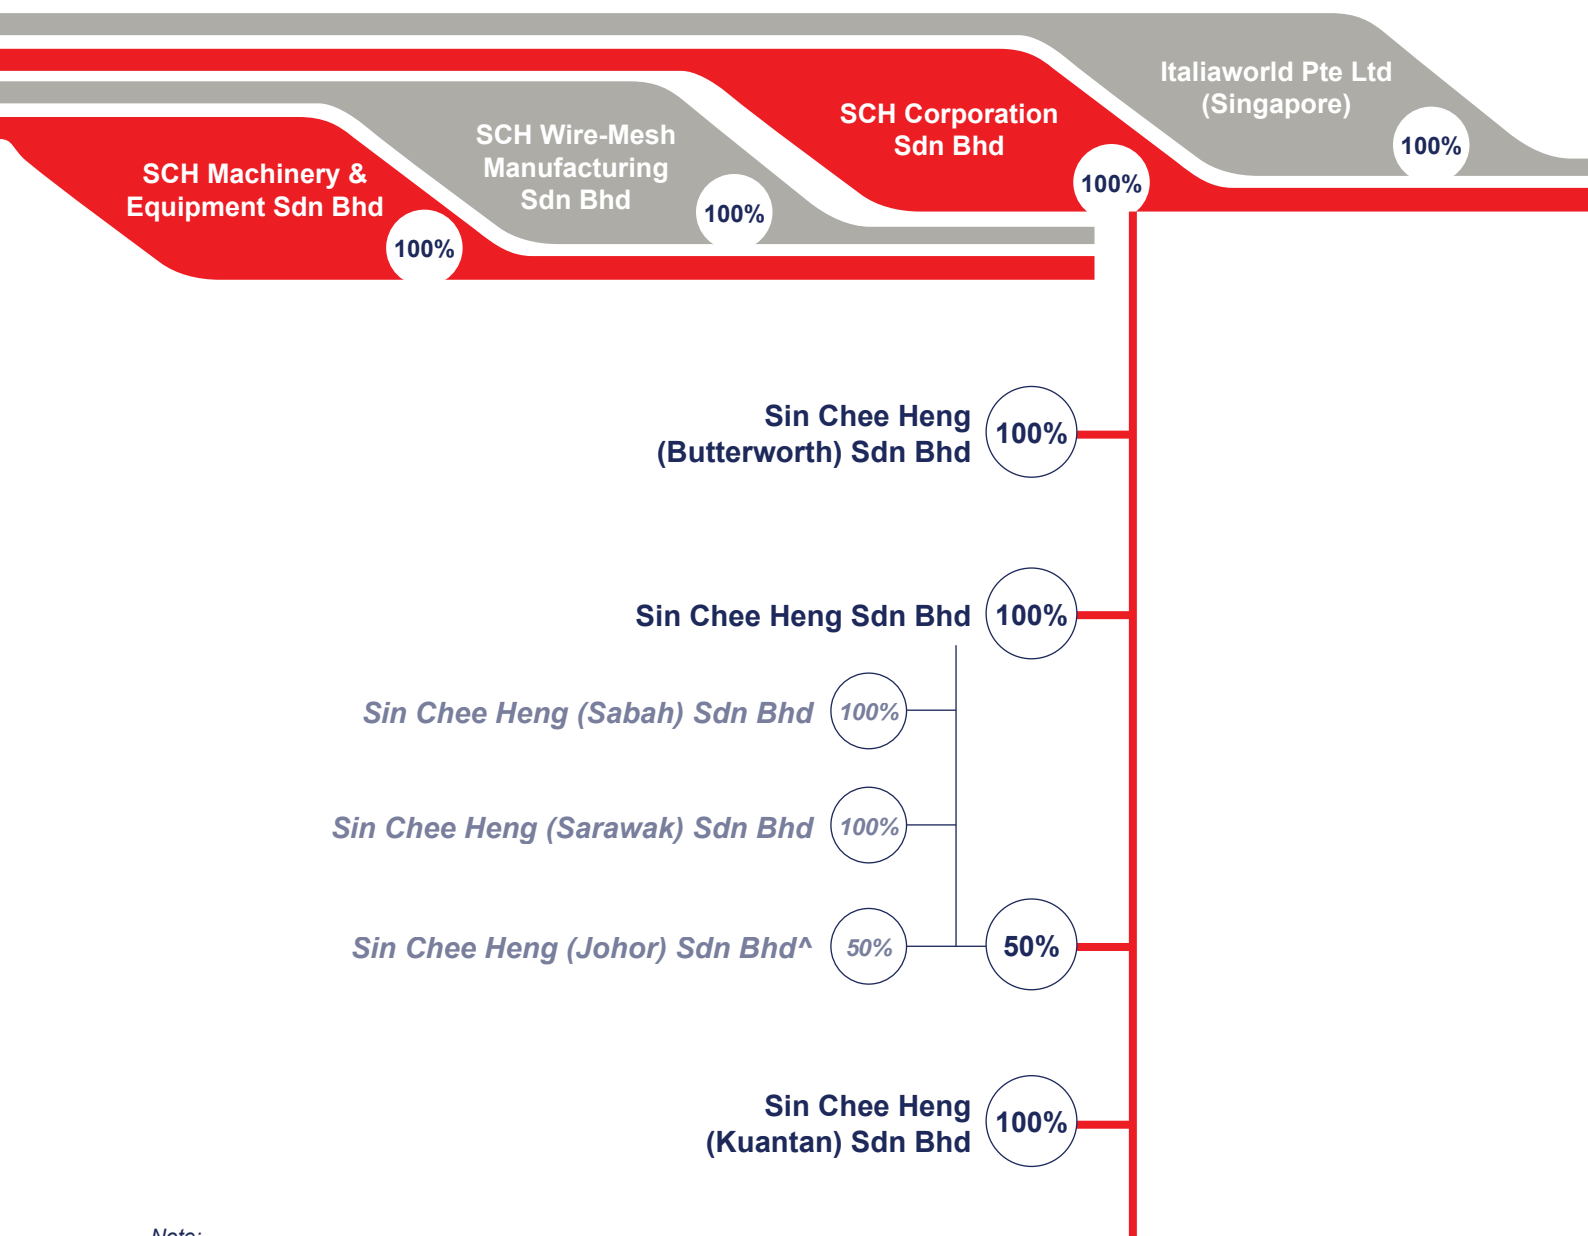 SCH Machinery &
Equipment Sdn Bhd
100%
SCH Wire-Mesh
Manufacturing
Sdn Bhd
100%
SCH Corporation
Sdn Bhd
100%
Italiaworld Pte Ltd
(Singapore)
100%
Sin Chee Heng
(Butterworth) Sdn Bhd
100%
Sin Chee Heng Sdn Bhd
100%
Sin Chee Heng (Sabah) Sdn Bhd
100%
Sin Chee Heng (Sarawak) Sdn Bhd
100%
Sin Chee Heng (Johor) Sdn Bhd^
50%
50%
Sin Chee Heng
(Kuantan) Sdn Bhd
100%
Note: